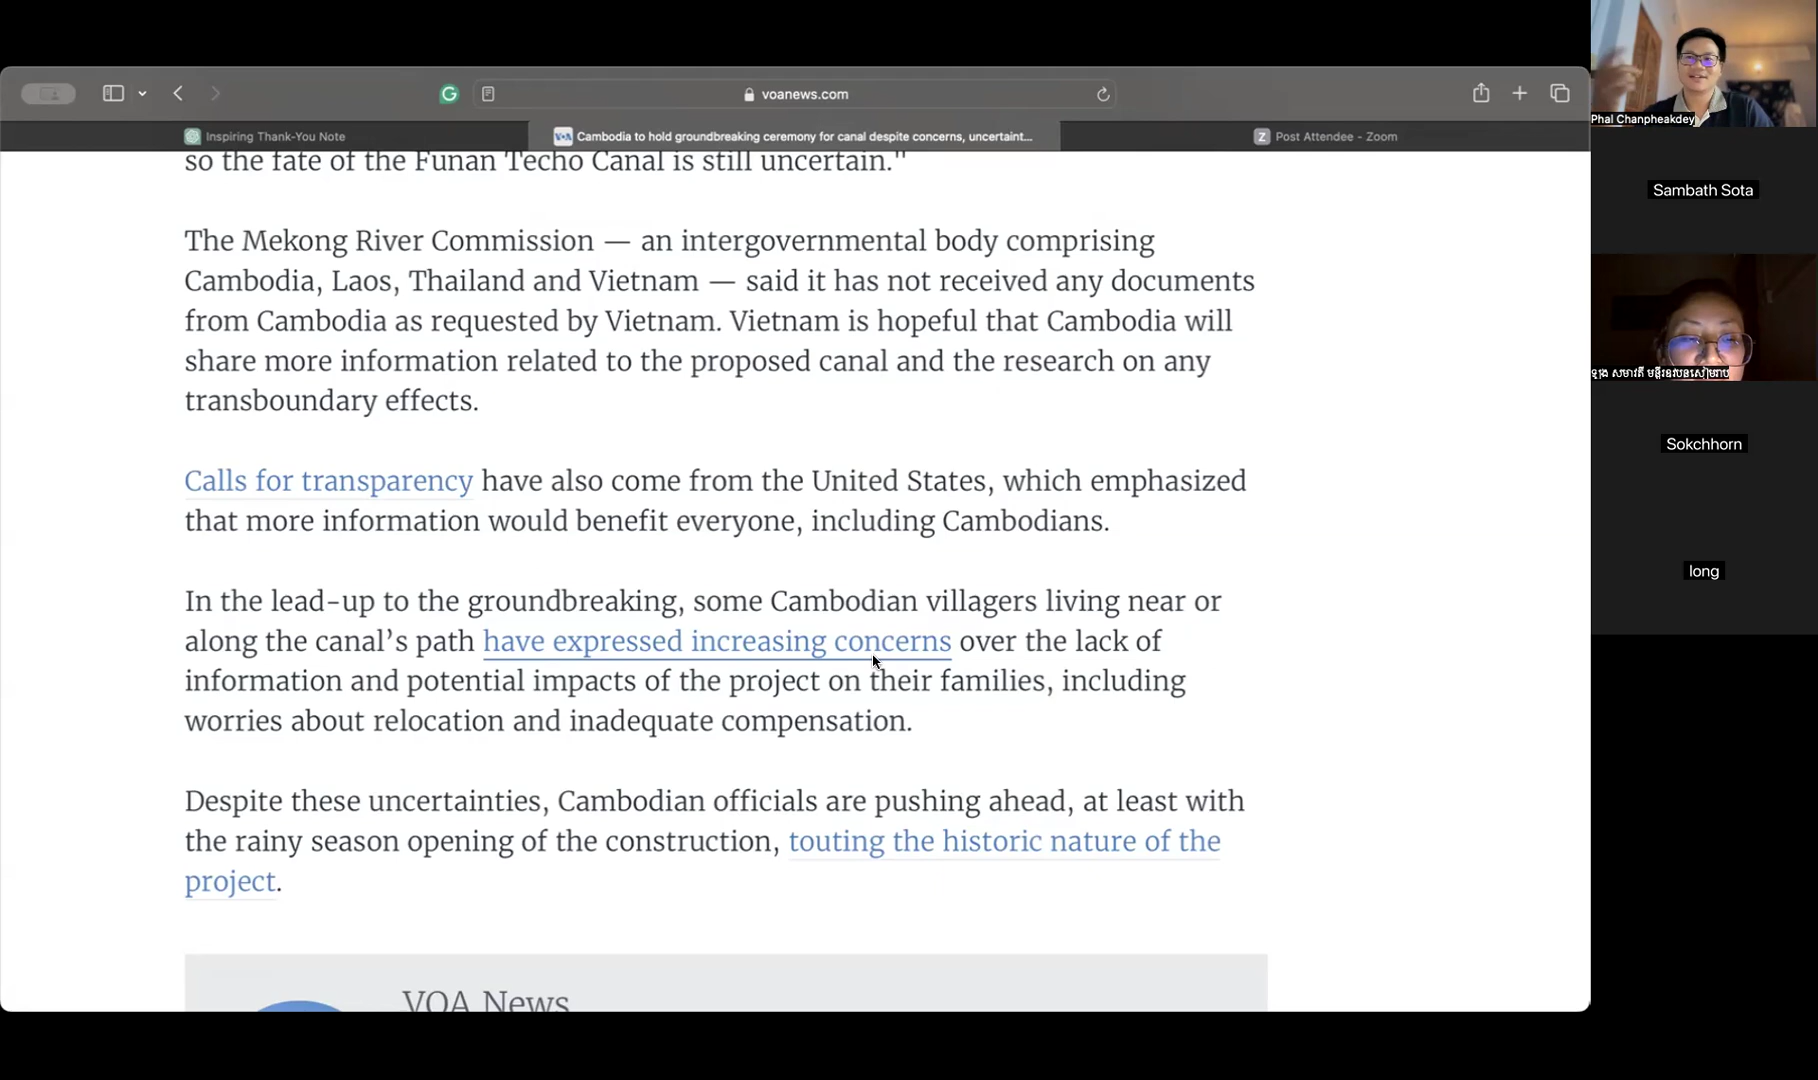 voanews.com
Inspiring Thank-You Note
Cambodia to hold groundbreaking ceremony for canal despite concerns, uncertaint...
Post Attendee - Zoom
so the fate of the Funan Techo Canal is still uncertain."
The Mekong River Commission — an intergovernmental body comprising
Cambodia, Laos, Thailand and Vietnam — said it has not received any documents
from Cambodia as requested by Vietnam. Vietnam is hopeful that Cambodia will
share more information related to the proposed canal and the research on any
transboundary effects.
Calls for transparency have also come from the United States, which emphasized
that more information would benefit everyone, including Cambodians.
In the lead-up to the groundbreaking, some Cambodian villagers living near or
along the canal’s path have expressed increasing concerns over the lack of
information and potential impacts of the project on their families, including
worries about relocation and inadequate compensation.
Despite these uncertainties, Cambodian officials are pushing ahead, at least with
the rainy season opening of the construction, touting the historic nature of the
project.
VOA News
Phal Chanpheakdey
Sambath Sota
Sokchhorn
long